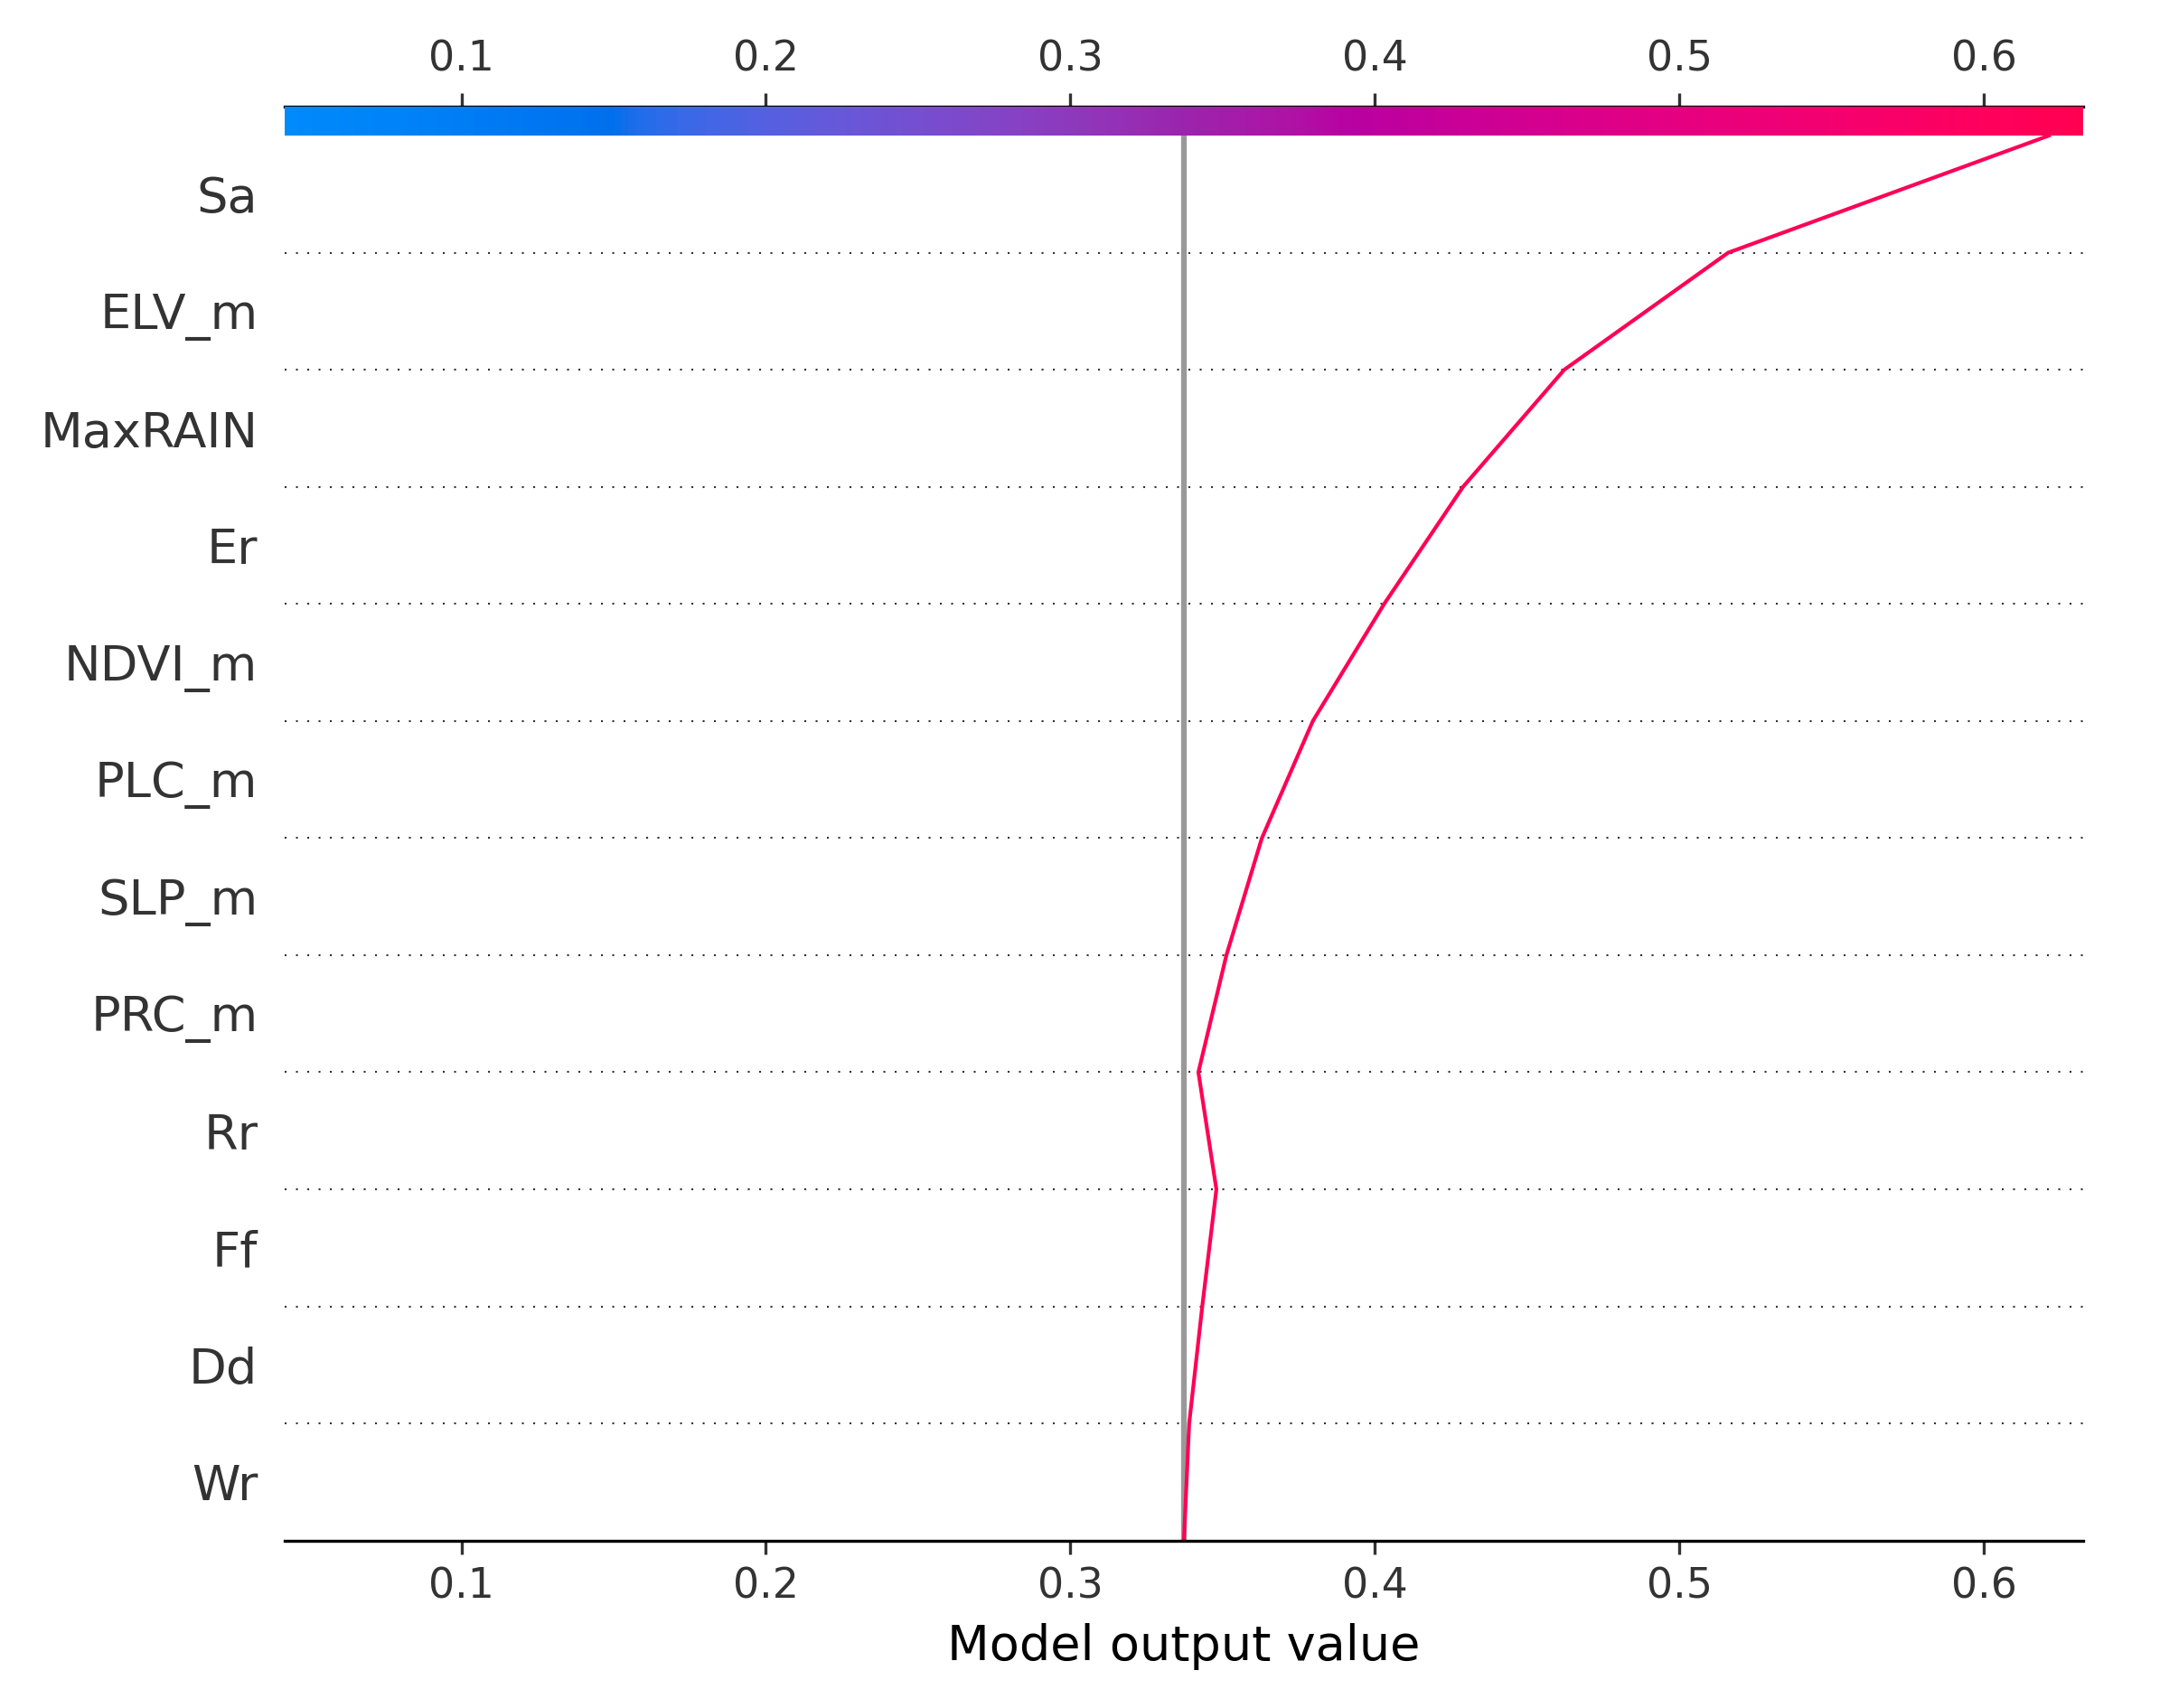 0.1 0.2 0.3 0.4 0.5 0.6
Sa
ELV_m
MaxRAIN
Er
NDVI_m
PLC_m
SLP_m
PRC_m
Rr
Ff
Dd
Wr
0.1 0.2 0.3 0.4 0.5 0.6
Model output value